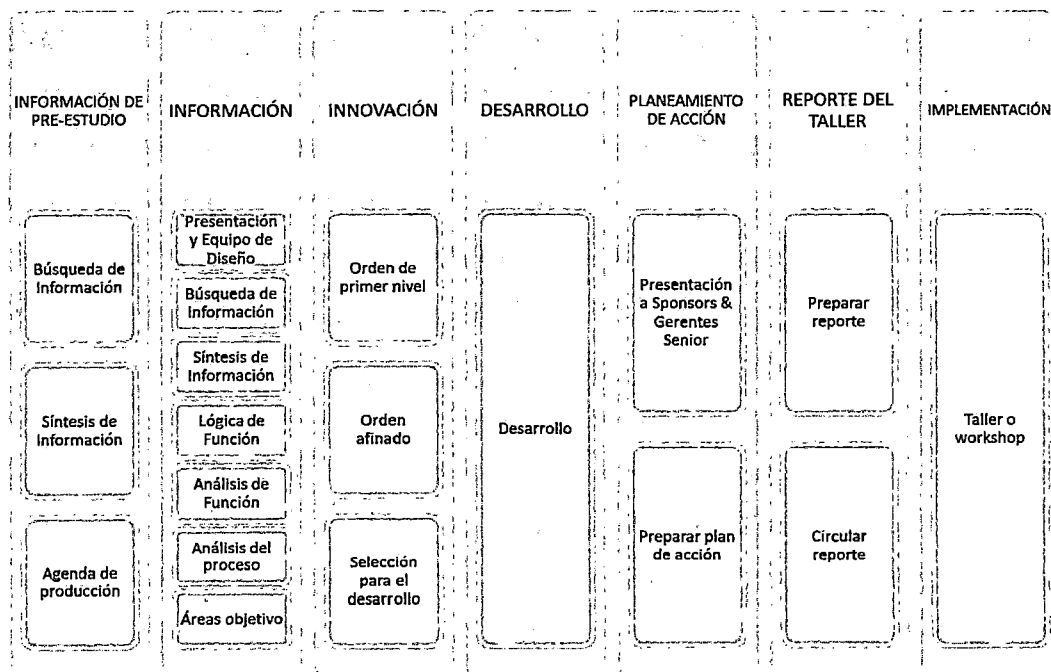 INFORMACIÓN DE
PRE-ESTUDIO
Búsqueda de
Información
Síntesis de
Información
Agenda de
producción
INFORMACIÓN
Presentación
y Equipo de
Diseño
Búsqueda de
Información
Síntesis de
Información
Lógica de
Función
Análisis de
Función
Análisis del
proceso
Áreas objetivo
INNOVACIÓN
Orden de
primer nivel
Orden
afinado
Selección
para el
desarrollo
DESARROLLO
Desarrollo
PLANEAMIENTO
DE ACCIÓN
Presentación
a Sponsors &
Gerentes
Senior
Preparar plan
de acción
REPORTE DEL
TALLER
Preparar
reporte
Circular
reporte
IMPLEMENTACIÓN
Taller o
workshop